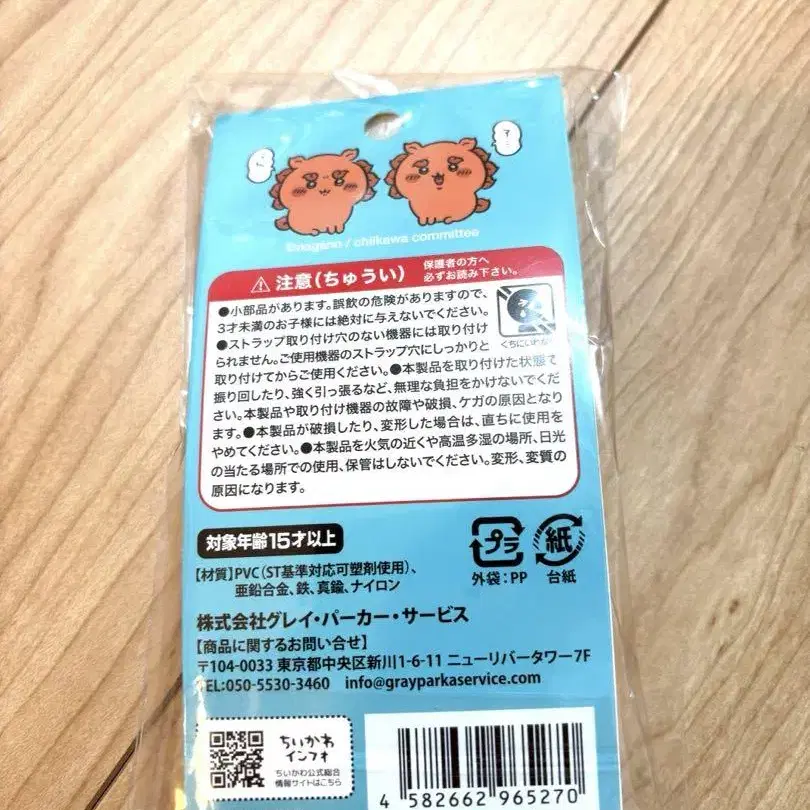 ©nagano / chiikawa committee
注意(ちゅうい)
保護者の方へ
必ずお読み下さい。
●小部品があります。誤飲の危険がありますので、
3才未満のお子様には絶対に与えないでください。
●ストラップ取り付け穴のない機器には取り付け
られません。ご使用機器のストラップ穴にしっかりと
取り付けてからご使用ください。●本製品を取り付けた状態で
振り回したり、強く引っ張るなど、無理な負担をかけないでくだ
さい。本製品や取り付け機器の故障や破損、ケガの原因となり
ます。●本製品が破損したり、変形した場合は、直ちに使用を
やめてください。●本製品を火気の近くや高温多湿の場所、日光
の当たる場所での使用、保管はしないでください。変形、変質の
原因になります。
対象年齢15才以上
【材質】PVC(ST基準対応可塑剤使用)、
亜鉛合金、鉄、真鍮、ナイロン
プラ
外袋:PP
紙
台紙
株式会社グレイ・パーカー・サービス
【商品に関するお問い合せ】
〒104-0033 東京都中央区新川1-6-11 ニューリバータワー7F
TEL:050-5530-3460 info@grayparkaservice.com
ちいかわ
インフォ
ちいかわ公式総合
情報サイトはこちら
4 582662 965270